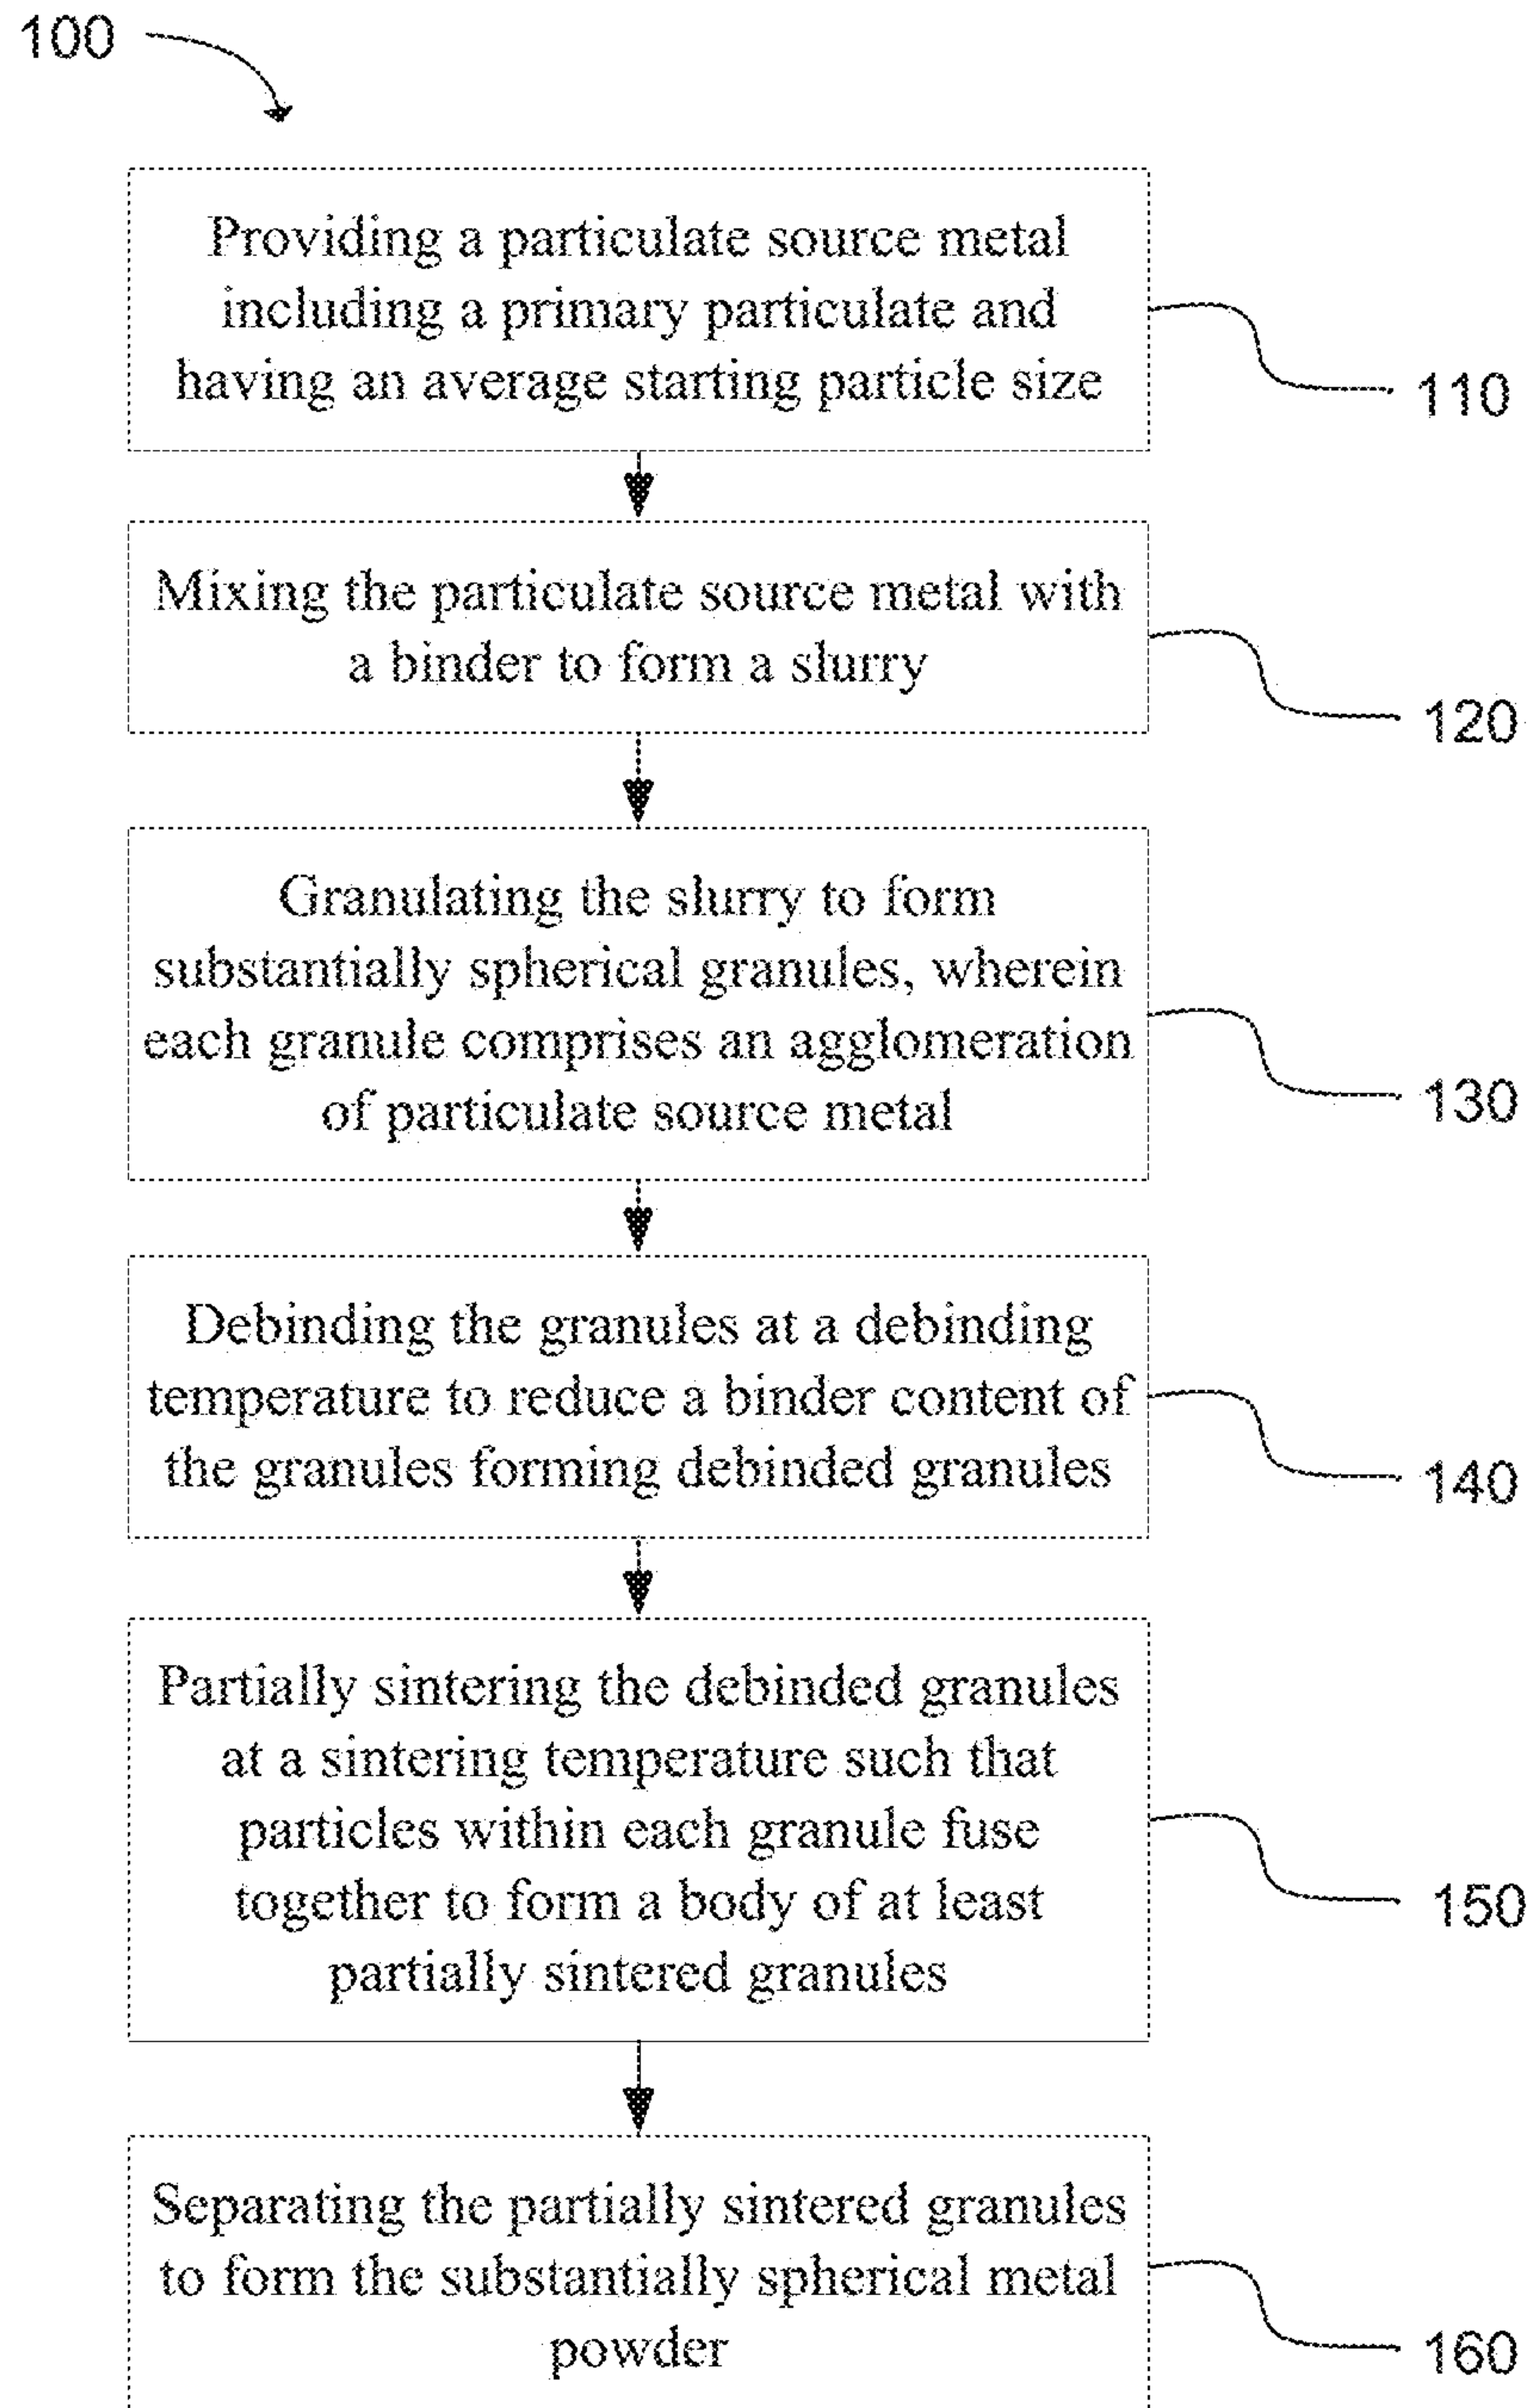 100
Providing a particulate source metal
including a primary particulate and
having an average starting particle size
110
Mixing the particulate source metal with
a binder to form a slurry
120
Granulating the slurry to form
substantially spherical granules, wherein
each granule comprises an agglomeration
of particulate source metal
130
Debinding the granules at a debinding
temperature to reduce a binder content of
the granules forming debinded granules
140
Partially sintering the debinded granules
at a sintering temperature such that
particles within each granule fuse
together to form a body of at least
partially sintered granules
150
Separating the partially sintered granules
to form the substantially spherical metal
powder
160